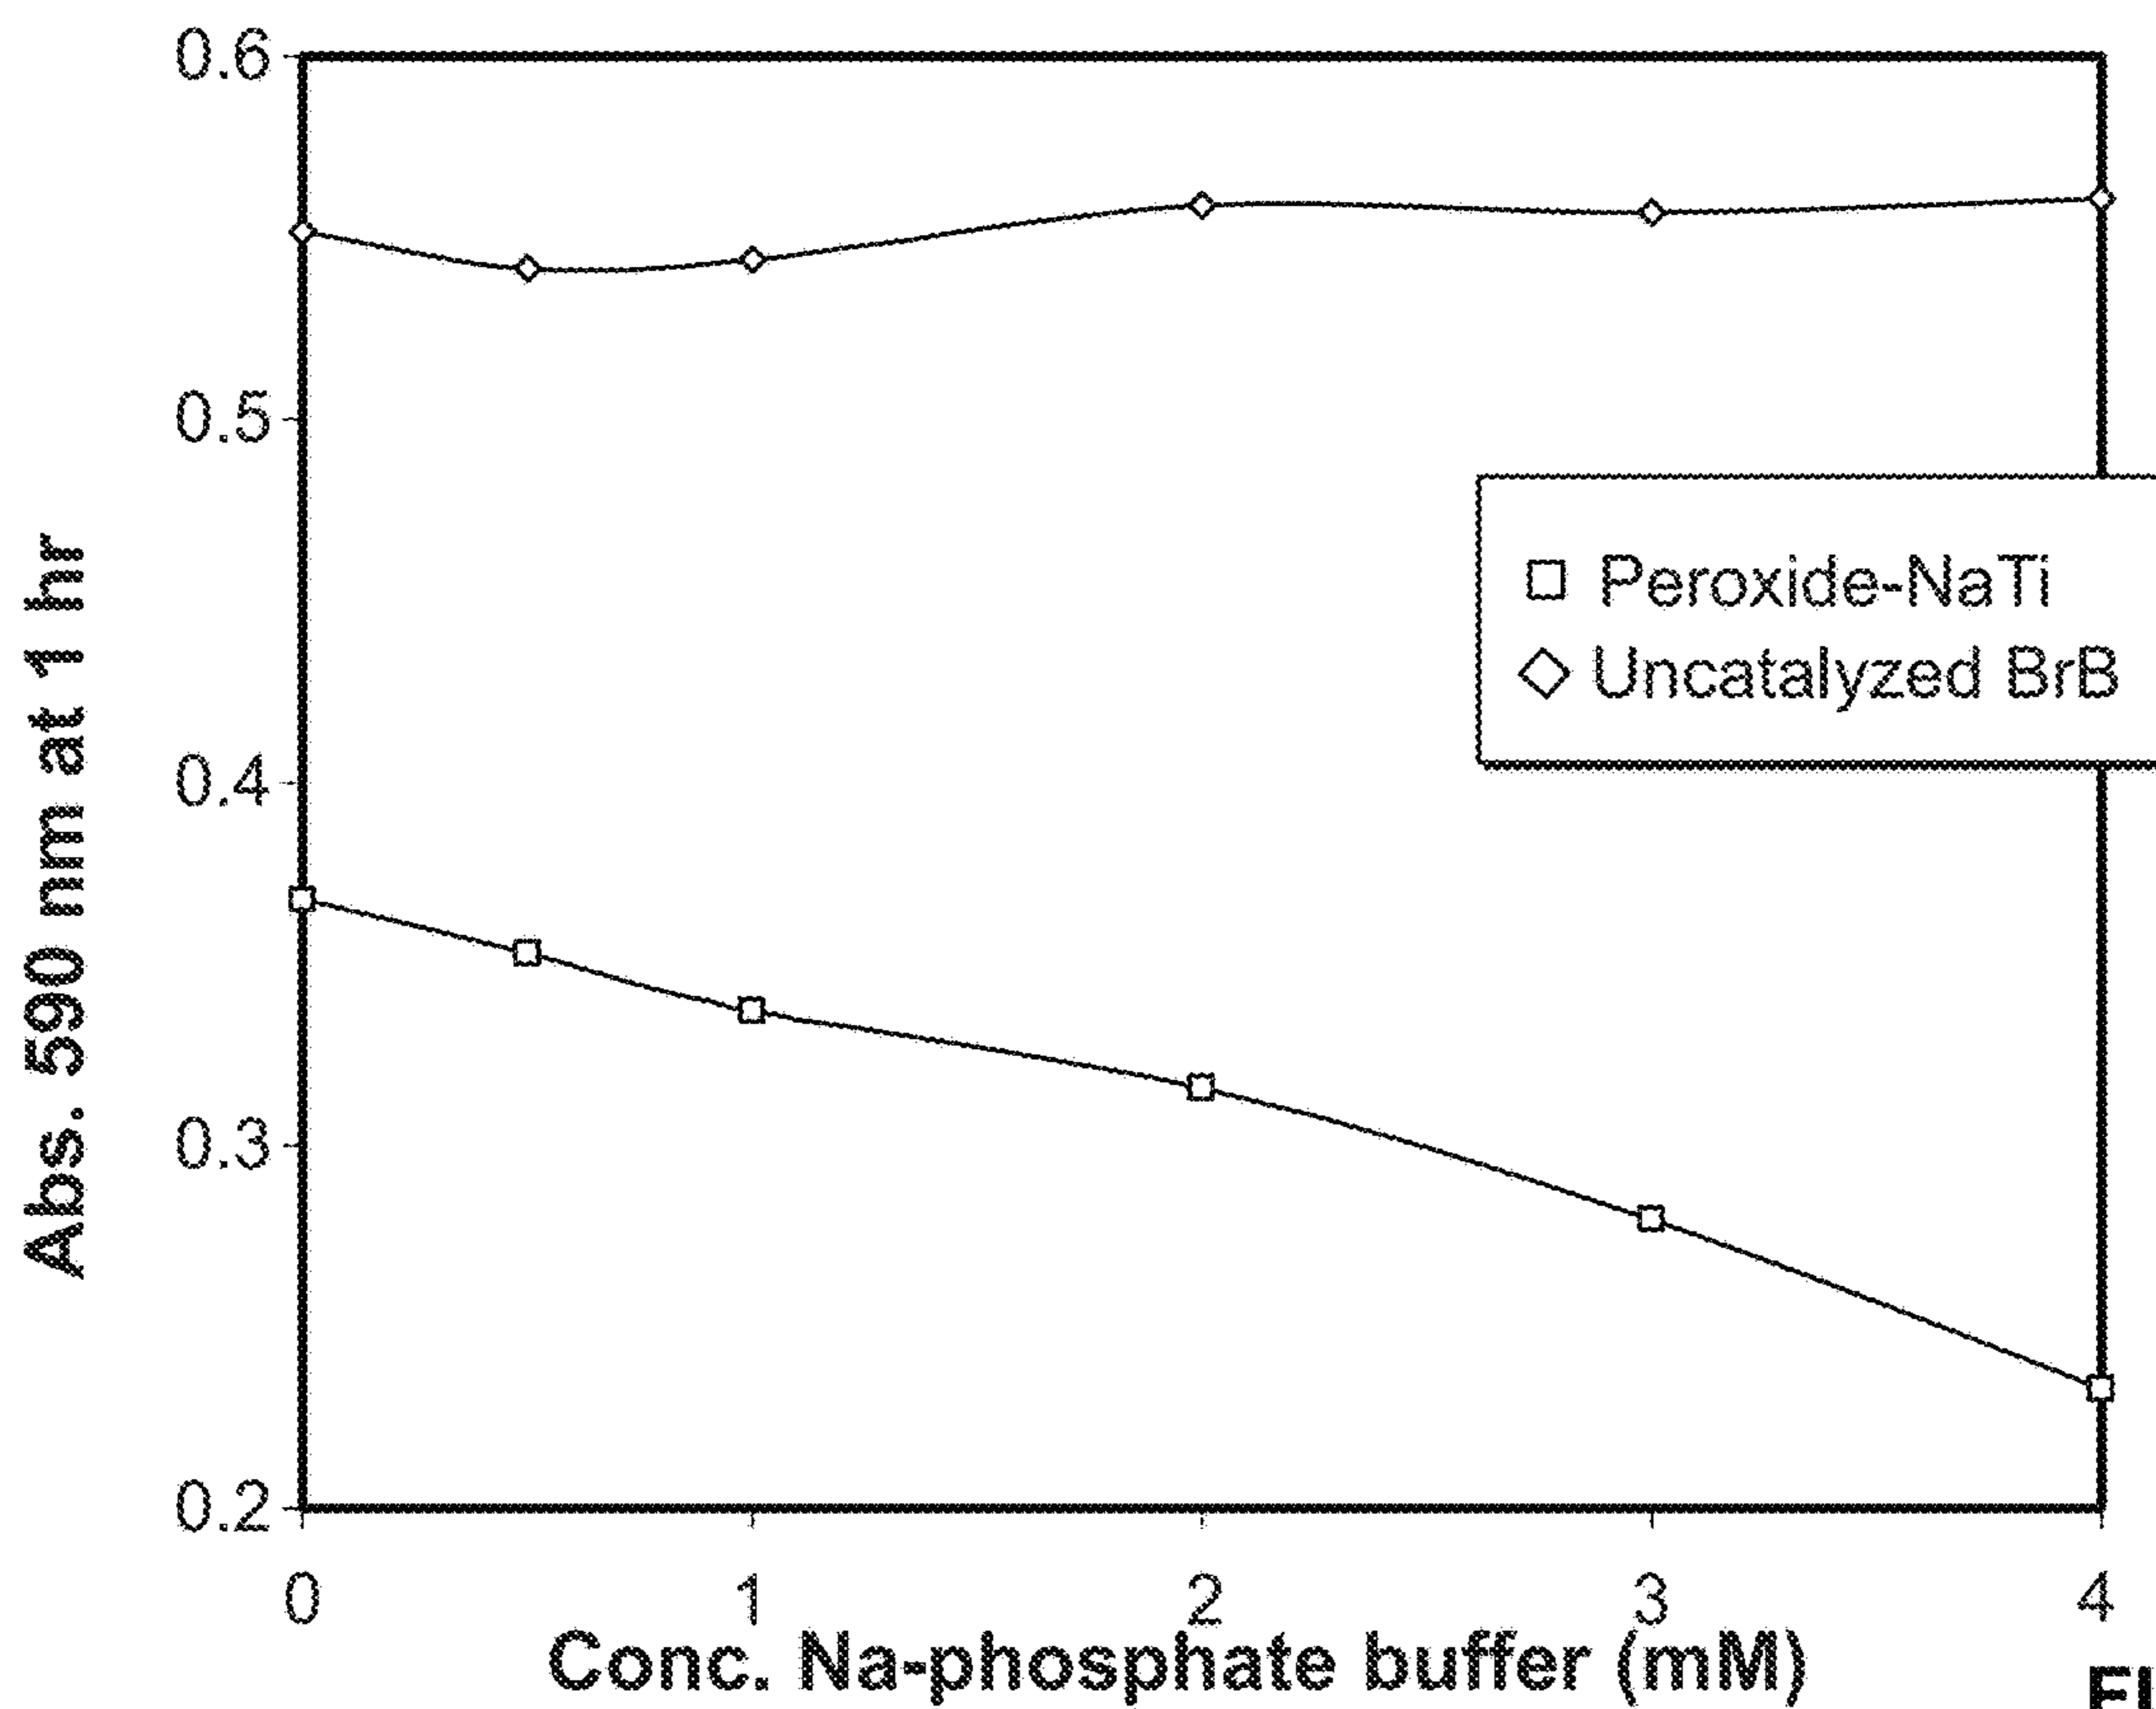 0.6
0.5
0.4
0.3
0.2
Abs. 590 nm at 1 hr
Peroxide-NaTi
Uncatalyzed BrB
0 1 2 3 4
Conc. Na-phosphate buffer (mM)